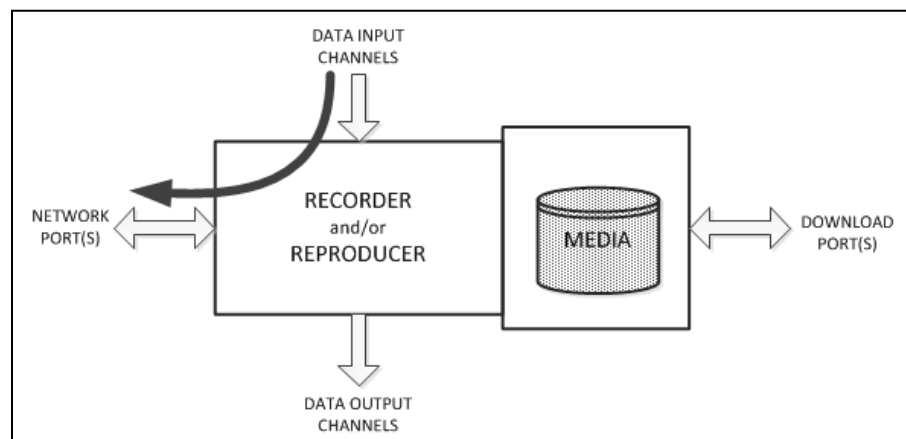 DATA INPUT
CHANNELS
NETWORK
PORT(S)
RECORDER
and/or
REPRODUCER
MEDIA
DOWNLOAD
PORT(S)
DATA OUTPUT
CHANNELS